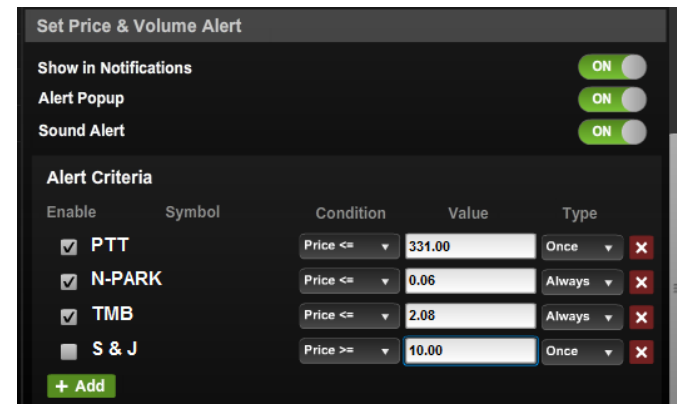 Set Price & Volume Alert
Show in Notifications ON
Alert Popup ON
Sound Alert ON
Alert Criteria
Enable Symbol Condition Value Type
PTT Price <= 331.00 Once
N-PARK Price <= 0.06 Always
TMB Price <= 2.08 Always
S & J Price >= 10.00 Once
+ Add